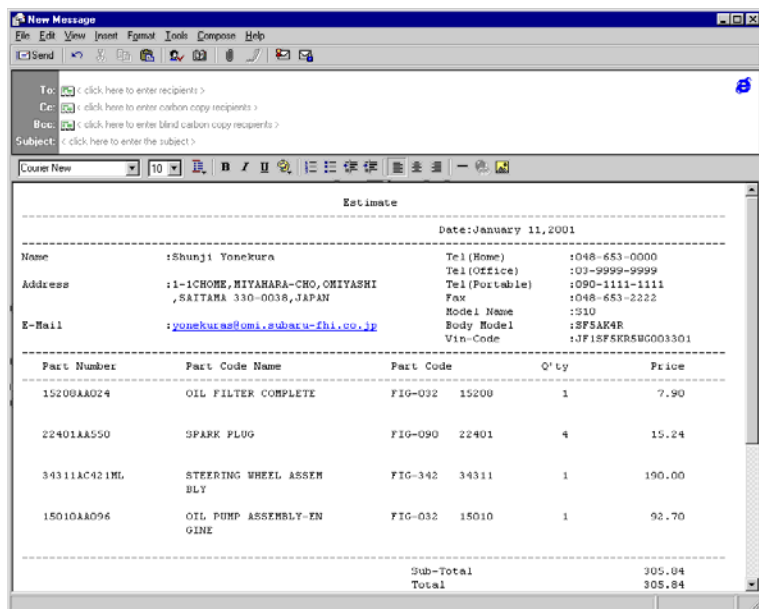 New Message
File Edit View Insert Format Tools Compose Help
Send
To: < click here to enter recipients >
Cc: < click here to enter carbon copy recipients >
Bcc: < click here to enter blind carbon copy recipients >
Subject: < click here to enter the subject >
Courier New 10 B I U
Estimate
Date:January 11,2001
Name :Shunji Yonekura Tel(Home) :048-653-0000
Tel(Office) :03-9999-9999
Address :1-1CHOME,MIYAHARA-CHO,OMIYASHI Tel(Portable) :090-1111-1111
,SAITAMA 330-0038,JAPAN Fax :048-653-2222
Model Name :S10
E-Mail :yonekuras@omi.subaru-fhi.co.jp Body Model :SF5AK4R
Vin-Code :JF1SF5KR5WG003301
Part Number Part Code Name Part Code Q'ty Price
15208AA024 OIL FILTER COMPLETE FIG-032 15208 1 7.90
22401AA550 SPARK PLUG FIG-090 22401 4 15.24
34311AC421ML STEERING WHEEL ASSEM FIG-342 34311 1 190.00
BLY
15010AA096 OIL PUMP ASSEMBLY-EN FIG-032 15010 1 92.70
GINE
Sub-Total 305.84
Total 305.84